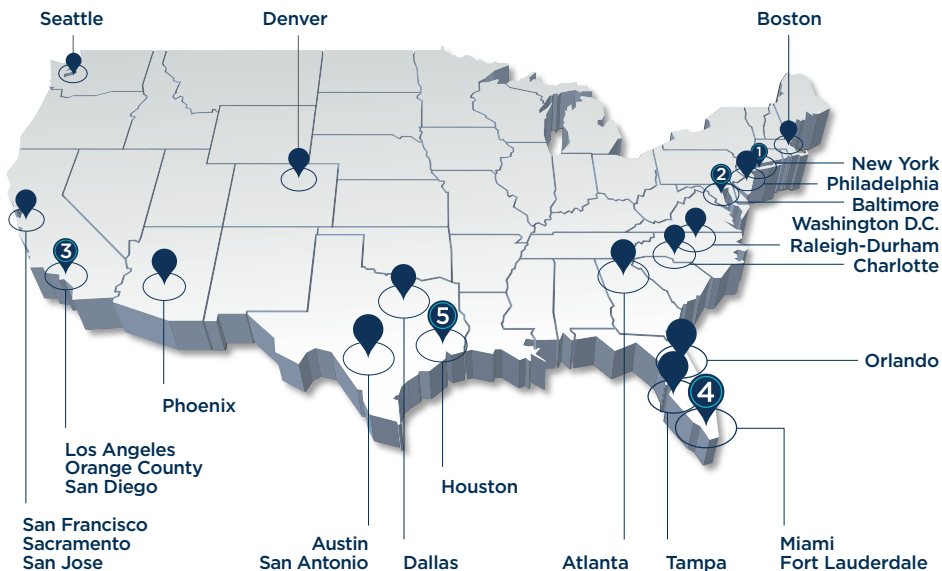 Seattle
Denver
Boston
1
New York
2
Philadelphia
Baltimore
Washington D.C.
Raleigh-Durham
Charlotte
3
5
Orlando
4
Phoenix
Los Angeles
Orange County
San Diego
Houston
San Francisco
Sacramento
San Jose
Austin
San Antonio
Dallas
Atlanta
Tampa
Miami
Fort Lauderdale